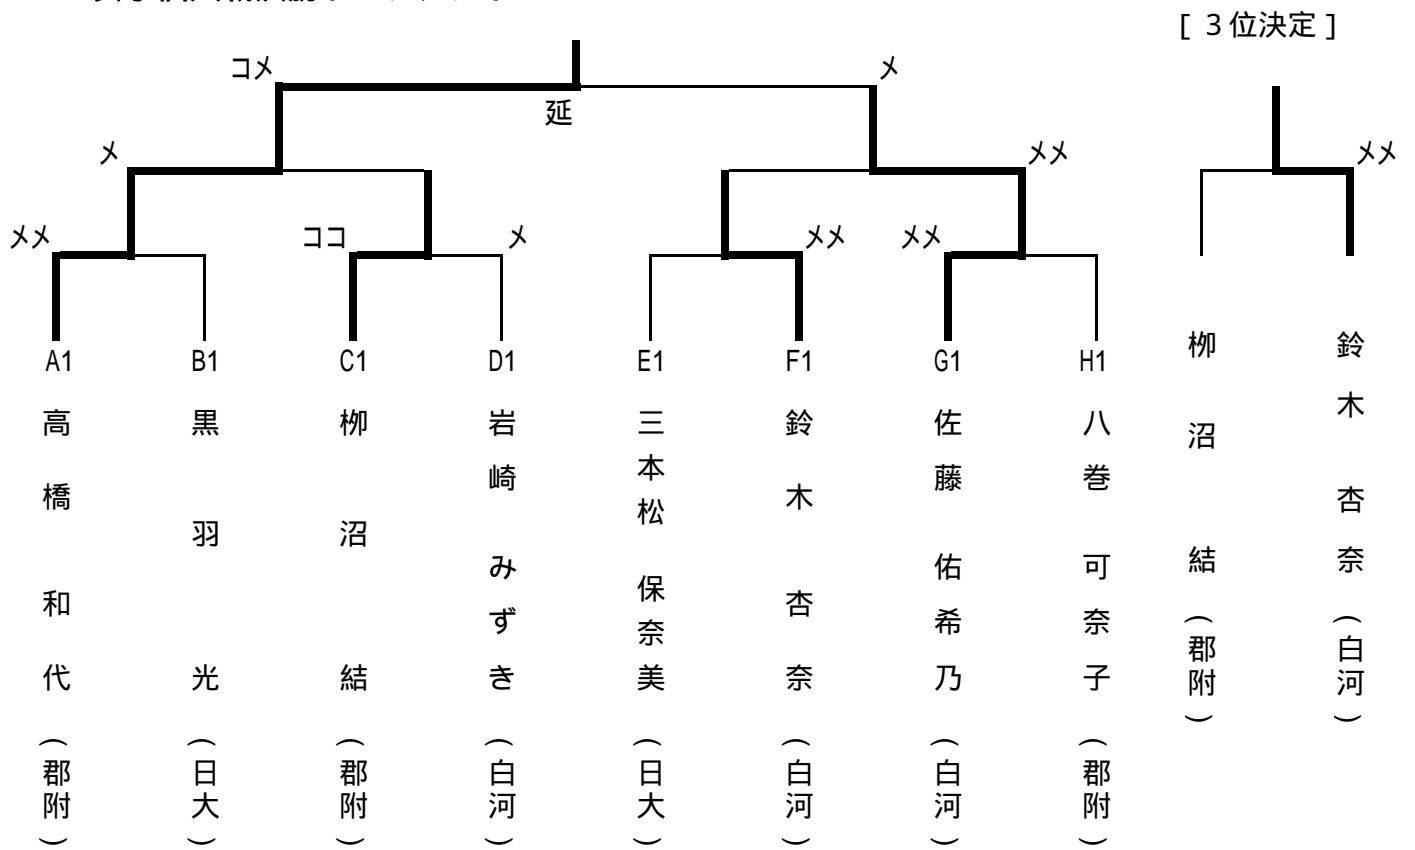 [ 3位決定 ]
コメ
メ
延
メ
メメ
メメ
メメ
ココ
メ
メメ
メメ
A1
B1
C1
D1
E1
F1
G1
H1
高橋 和代 (郡附)
黒羽 光 (日大)
栁沼 結 (郡附)
岩崎 みずき (白河)
三本松 保奈美 (日大)
鈴木 杏奈 (白河)
佐藤 佑希乃 (白河)
八巻 可奈子 (郡附)
栁沼 結 (郡附)
鈴木 杏奈 (白河)